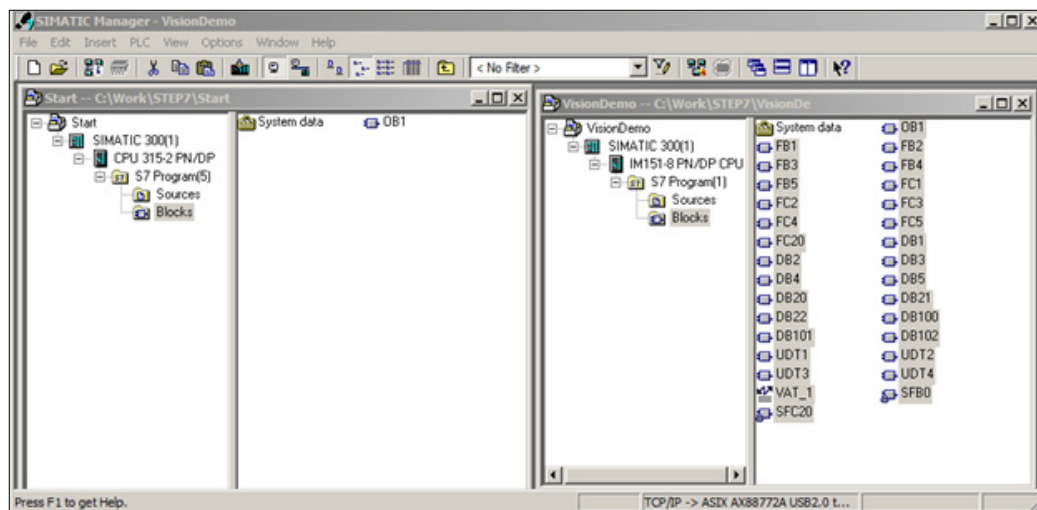 SIMATIC Manager - VisionDemo
File Edit Insert PLC View Options Window Help
< No Filter >
Start -- C:\Work\STEP7\Start
Start
SIMATIC 300(1)
CPU 315-2 PN/DP
S7 Program(5)
Sources
Blocks
System data OB1
VisionDemo -- C:\Work\STEP7\VisionDe
VisionDemo
SIMATIC 300(1)
IM151-8 PN/DP CPU
S7 Program(1)
Sources
Blocks
System data OB1
FB1 FB2
FB3 FB4
FB5 FC1
FC2 FC3
FC4 FC5
FC20 DB1
DB2 DB3
DB4 DB5
DB20 DB21
DB22 DB100
DB101 DB102
UDT1 UDT2
UDT3 UDT4
VAT_1 SFB0
SFC20
Press F1 to get Help.
TCP/IP -> ASIX AX88772A USB2.0 t...